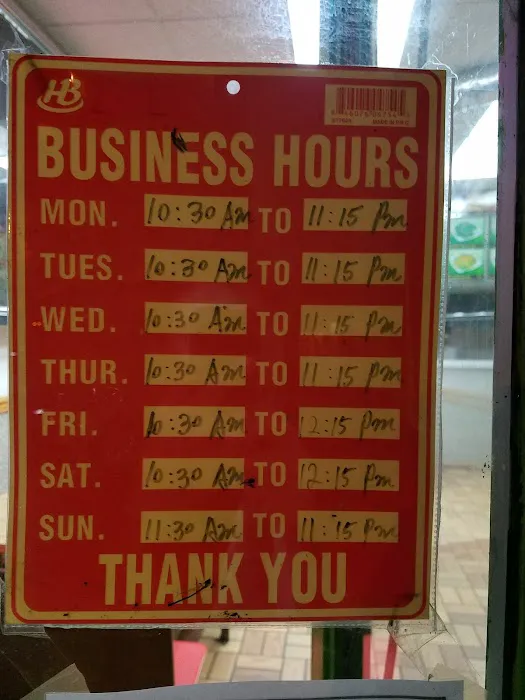 HB
BUSINESS HOURS
MON. 10:30 Am TO 11:15 Pm
TUES. 10:30 Am TO 11:15 Pm
WED. 10:30 Am TO 11:15 Pm
THUR. 10:30 Am TO 11:15 Pm
FRI. 10:30 Am TO 12:15 Pm
SAT. 10:30 Am TO 12:15 Pm
SUN. 11:30 Am TO 11:15 Pm
THANK YOU